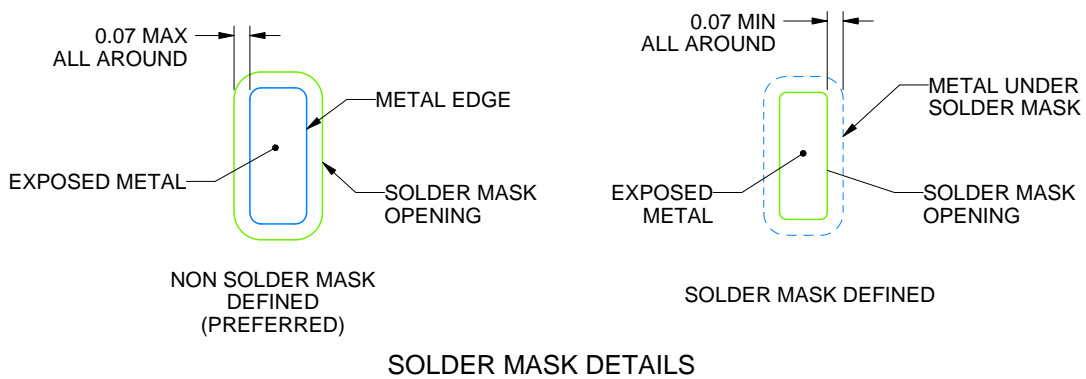 0.07 MAX
ALL AROUND
METAL EDGE
EXPOSED METAL
SOLDER MASK
OPENING
NON SOLDER MASK
DEFINED
(PREFERRED)
0.07 MIN
ALL AROUND
METAL UNDER
SOLDER MASK
EXPOSED
METAL
SOLDER MASK
OPENING
SOLDER MASK DEFINED
SOLDER MASK DETAILS